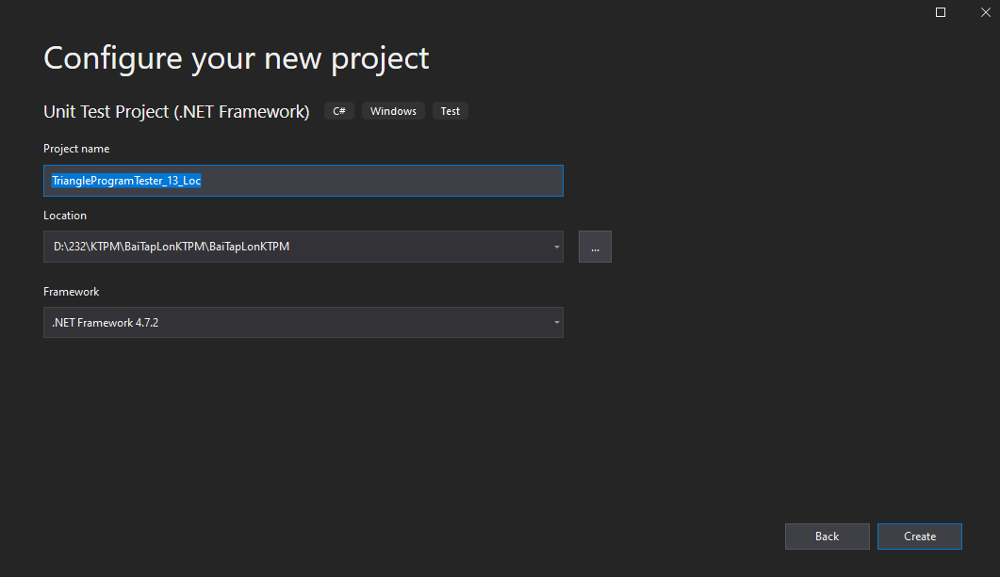 Configure your new project
Unit Test Project (.NET Framework) C# Windows Test
Project name
TriangleProgramTester_13_Loc
Location
D:\232\KTPM\BaiTapLonKTPM\BaiTapLonKTPM
...
Framework
.NET Framework 4.7.2
Back Create